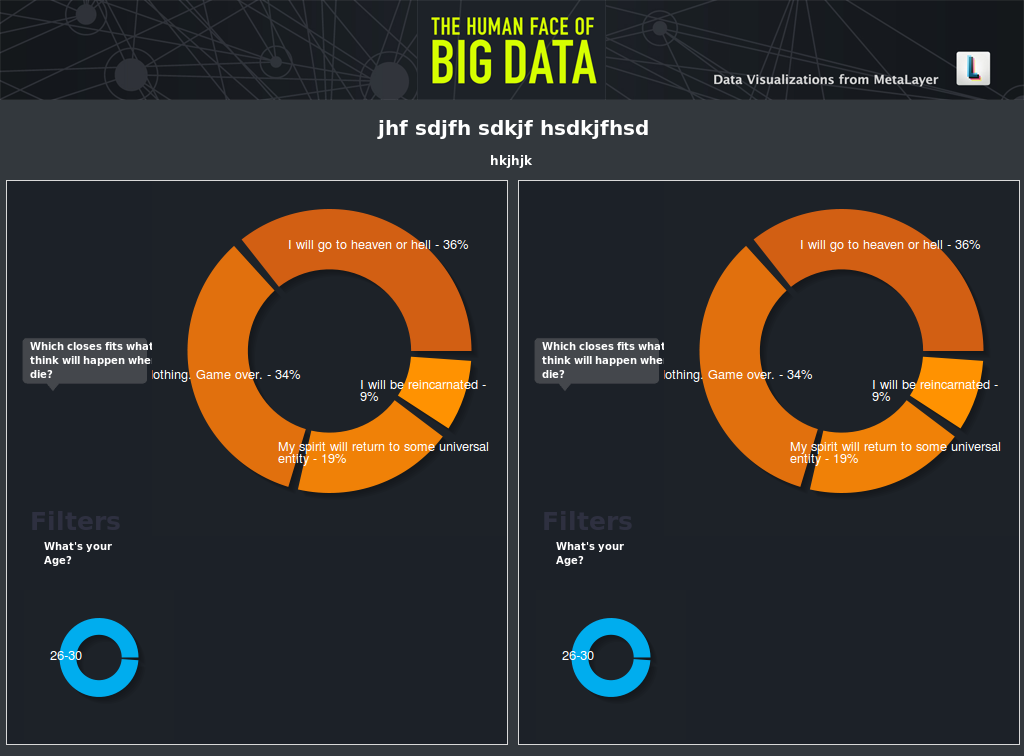 THE HUMAN FACE OF
BIG DATA
Data Visualizations from MetaLayer
L
jhf sdjfh sdkjf hsdkjfhsd
hkjhjk
I will go to heaven or hell - 36%
Which closes fits what
think will happen whe
die?
lothing. Game over. - 34%
I will be reincarnated -
9%
My spirit will return to some universal
entity - 19%
Filters
What's your
Age?
26-30
I will go to heaven or hell - 36%
Which closes fits what
think will happen whe
die?
lothing. Game over. - 34%
I will be reincarnated -
9%
My spirit will return to some universal
entity - 19%
Filters
What's your
Age?
26-30